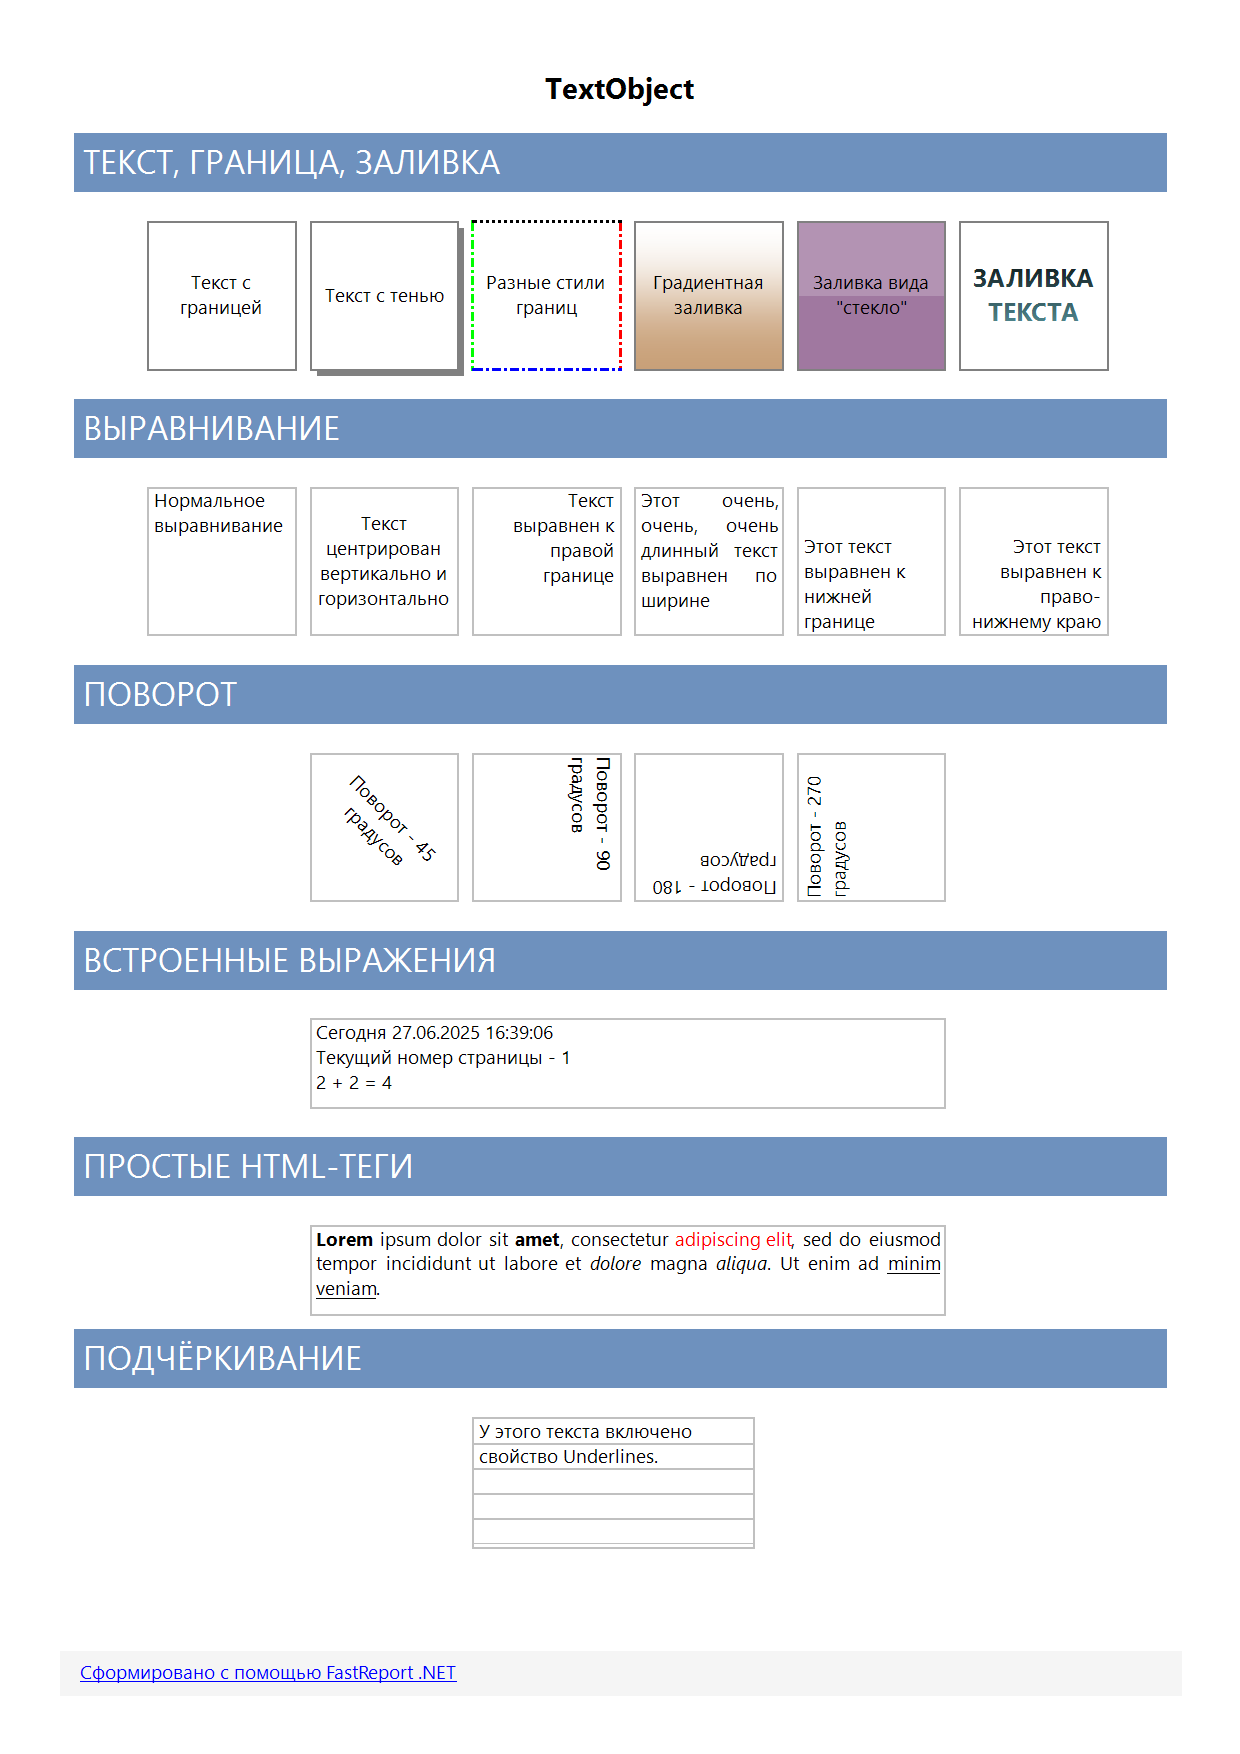 TextObject
ТЕКСТ, ГРАНИЦА, ЗАЛИВКА
Текст с
границей
Текст с тенью
Разные стили
границ
Градиентная
заливка
Заливка вида
"стекло"
ЗАЛИВКА
ТЕКСТА
ВЫРАВНИВАНИЕ
Нормальное
выравнивание
Текст
центрирован
вертикально и
горизонтально
Текст
выравнен к
правой
границе
Этот очень,
очень, очень
длинный текст
выравнен по
ширине
Этот текст
выравнен к
нижней
границе
Этот текст
выравнен к
право-
нижнему краю
ПОВОРОТ
Поворот - 45
градусов
Поворот - 90
градусов
Поворот - 180
градусов
Поворот - 270
градусов
ВСТРОЕННЫЕ ВЫРАЖЕНИЯ
Сегодня 27.06.2025 16:39:06
Текущий номер страницы - 1
2 + 2 = 4
ПРОСТЫЕ HTML-ТЕГИ
Lorem ipsum dolor sit amet, consectetur adipiscing elit, sed do eiusmod
tempor incididunt ut labore et dolore magna aliqua. Ut enim ad minim
veniam.
ПОДЧЁРКИВАНИЕ
У этого текста включено
свойство Underlines.
Сформировано с помощью FastReport .NET